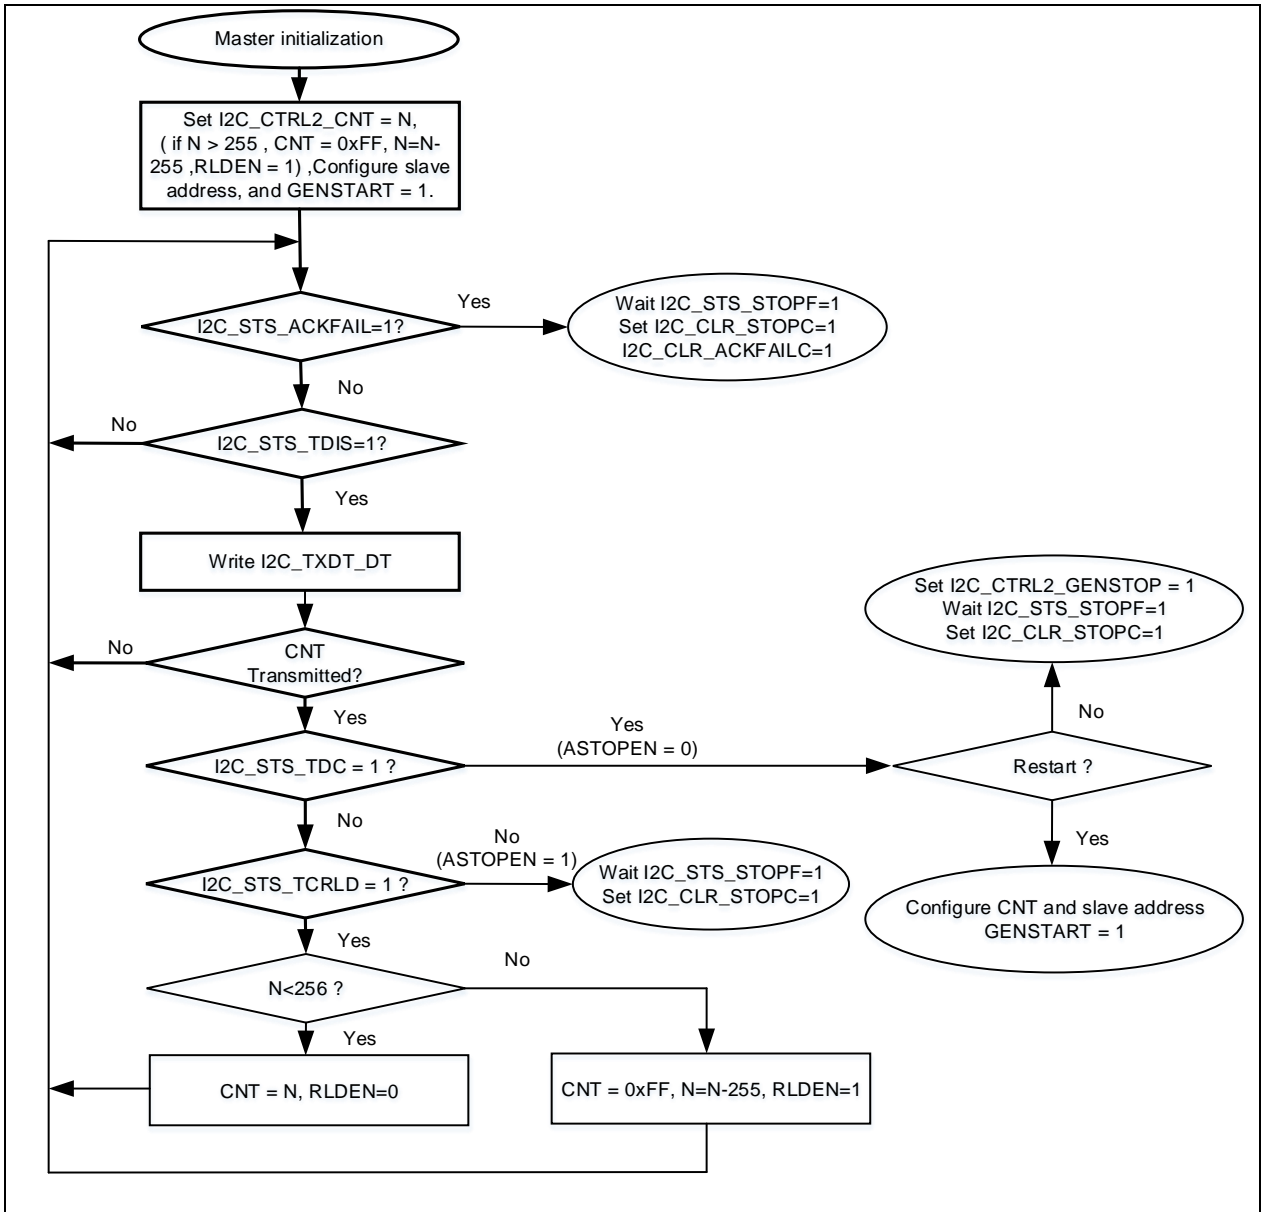 Master initialization
Set I2C_CTRL2_CNT = N,
( if N > 255 , CNT = 0xFF, N=N-
255 ,RLDEN = 1) ,Configure slave
address, and GENSTART = 1.
I2C_STS_ACKFAIL=1?
Yes
Wait I2C_STS_STOPF=1
Set I2C_CLR_STOPC=1
I2C_CLR_ACKFAILC=1
No
I2C_STS_TDIS=1?
No
Yes
Write I2C_TXDT_DT
CNT
Transmitted?
No
Yes
I2C_STS_TDC = 1 ?
Yes
(ASTOPEN = 0)
Restart ?
No
Set I2C_CTRL2_GENSTOP = 1
Wait I2C_STS_STOPF=1
Set I2C_CLR_STOPC=1
Yes
Configure CNT and slave address
GENSTART = 1
No
I2C_STS_TCRLD = 1 ?
No
(ASTOPEN = 1)
Wait I2C_STS_STOPF=1
Set I2C_CLR_STOPC=1
Yes
N<256 ?
No
Yes
CNT = N, RLDEN=0
CNT = 0xFF, N=N-255, RLDEN=1